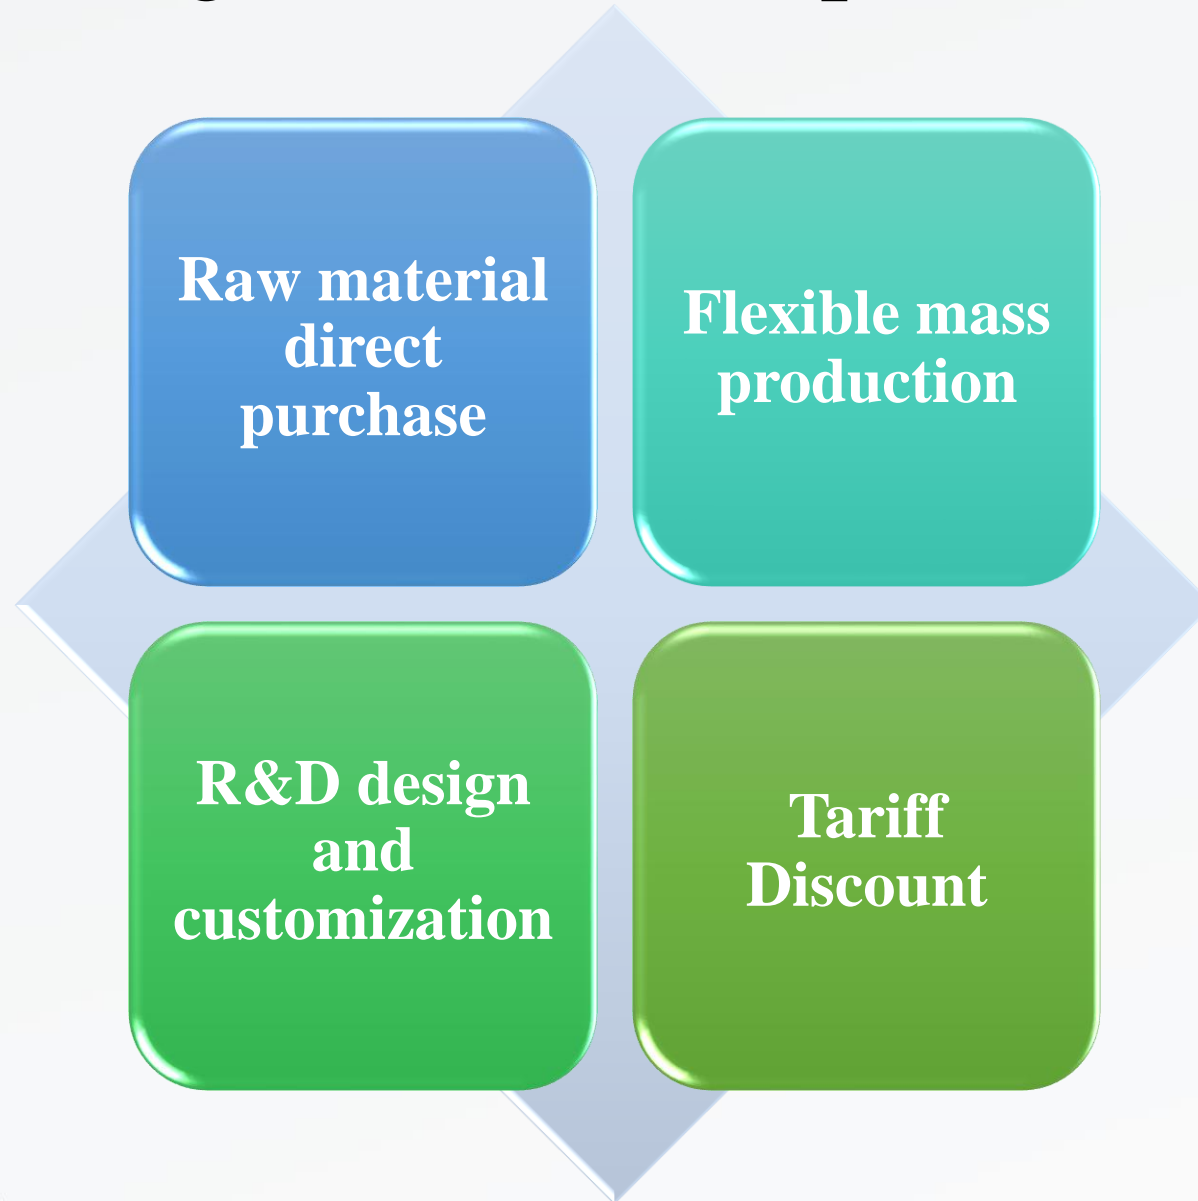 Raw material
direct
purchase
Flexible mass
production
R&D design
and
customization
Tariff
Discount